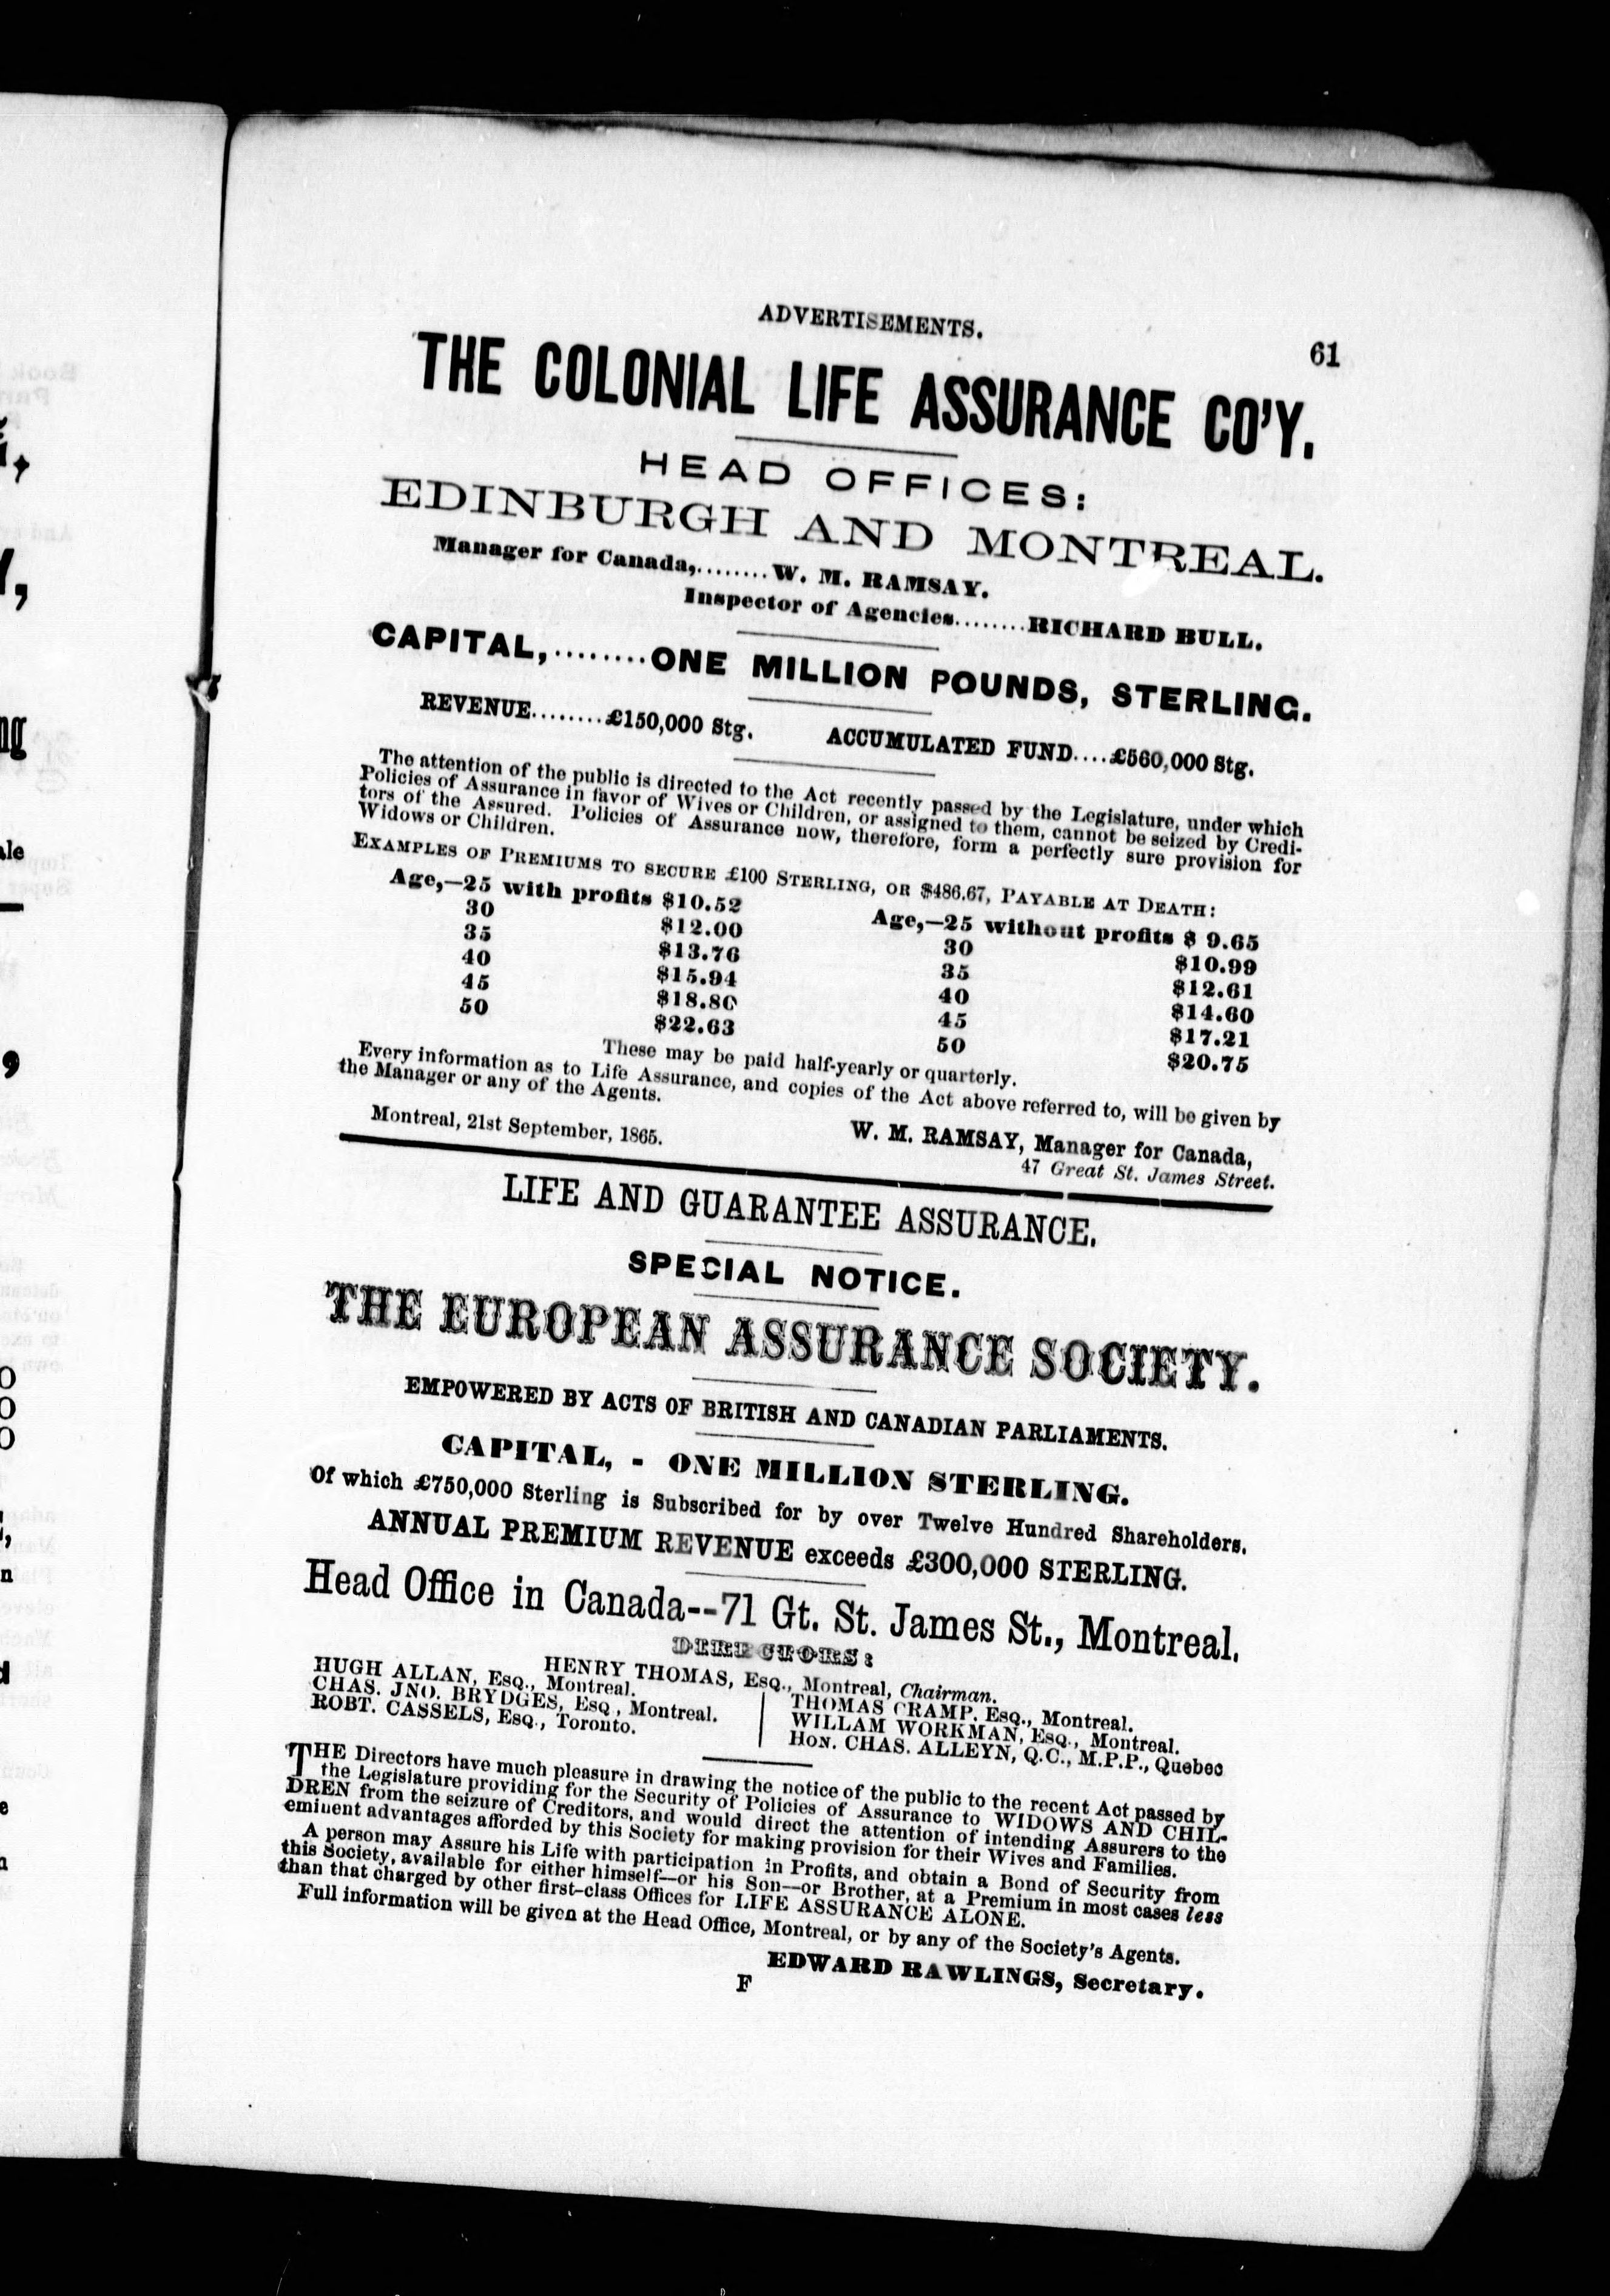 ADVERTISEMENTS.
61
THE COLONIAL LIFE ASSURANCE CO'Y.
HEAD OFFICES:
EDINBURGH AND MONTREAL.
Manager for Canada,........W. M. RAMSAY.
Inspector of Agencies........RICHARD BULL.
CAPITAL,........ONE MILLION POUNDS, STERLING.
REVENUE........£150,000 Stg. ACCUMULATED FUND....£560,000 Stg.
The attention of the public is directed to the Act recently passed by the Legislature, under which
Policies of Assurance in favor of Wives or Children, or assigned to them, cannot be seized by Credi-
tors of the Assured. Policies of Assurance now, therefore, form a perfectly sure provision for
Widows or Children.
EXAMPLES OF PREMIUMS TO SECURE £100 STERLING, OR $486.67, PAYABLE AT DEATH:
Age,—25 with profits $10.52 Age,—25 without profits $ 9.65
30 $12.00 30 $10.99
35 $13.76 35 $12.61
40 $15.94 40 $14.60
45 $18.80 45 $17.21
50 $22.63 50 $20.75
These may be paid half-yearly or quarterly.
Every information as to Life Assurance, and copies of the Act above referred to, will be given by
the Manager or any of the Agents.
W. M. RAMSAY, Manager for Canada,
Montreal, 21st September, 1865. 47 Great St. James Street.
LIFE AND GUARANTEE ASSURANCE.
SPECIAL NOTICE.
THE EUROPEAN ASSURANCE SOCIETY.
EMPOWERED BY ACTS OF BRITISH AND CANADIAN PARLIAMENTS.
CAPITAL, - ONE MILLION STERLING.
Of which £750,000 Sterling is Subscribed for by over Twelve Hundred Shareholders.
ANNUAL PREMIUM REVENUE exceeds £300,000 STERLING.
Head Office in Canada--71 Gt. St. James St., Montreal.
DIRECTORS:
HENRY THOMAS, Esq., Montreal, Chairman.
HUGH ALLAN, Esq., Montreal. THOMAS CRAMP, Esq., Montreal.
CHAS. JNO. BRYDGES, Esq., Montreal. WILLAM WORKMAN, Esq., Montreal.
ROBT. CASSELS, Esq., Toronto. Hon. CHAS. ALLEYN, Q.C., M.P.P., Quebec
THE Directors have much pleasure in drawing the notice of the public to the recent Act passed by
the Legislature providing for the Security of Policies of Assurance to WIDOWS AND CHIL-
DREN from the seizure of Creditors, and would direct the attention of intending Assurers to the
eminent advantages afforded by this Society for making provision for their Wives and Families.
A person may Assure his Life with participation in Profits, and obtain a Bond of Security from
this Society, available for either himself—or his Son—or Brother, at a Premium in most cases less
than that charged by other first-class Offices for LIFE ASSURANCE ALONE.
Full information will be given at the Head Office, Montreal, or by any of the Society's Agents.
EDWARD RAWLINGS, Secretary.
F